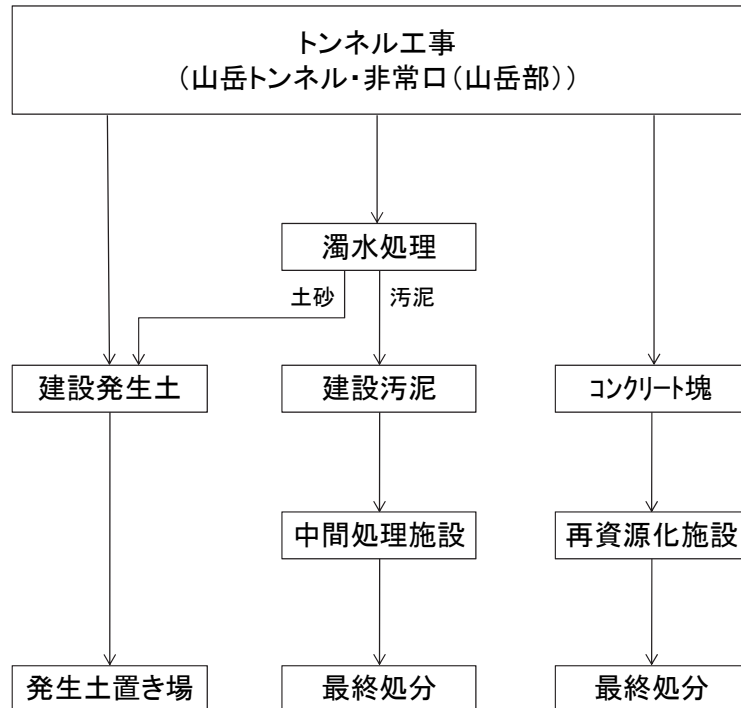 トンネル工事
（山岳トンネル・非常口（山岳部））
濁水処理
土砂
汚泥
建設発生土
建設汚泥
コンクリート塊
中間処理施設
再資源化施設
発生土置き場
最終処分
最終処分